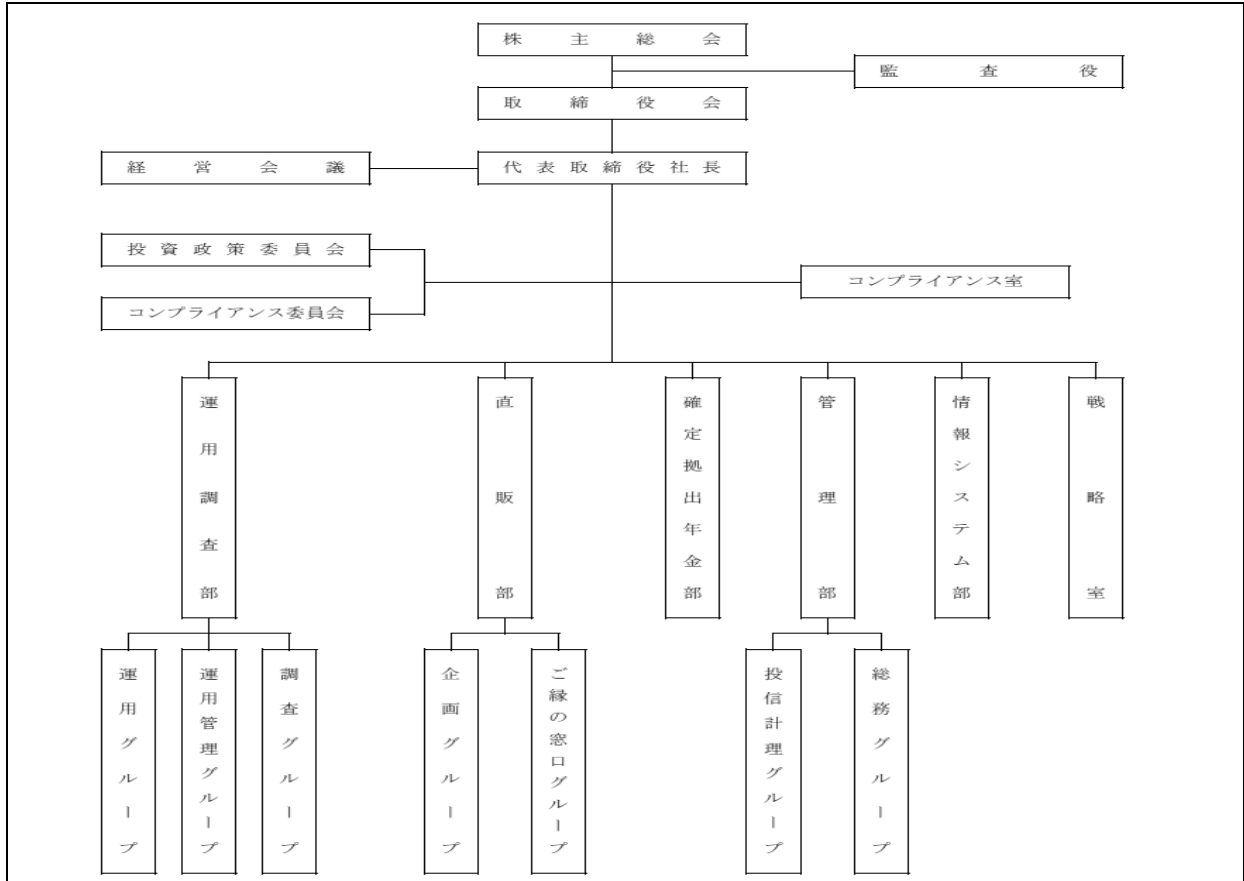 株主総会
監査役
取締役会
経営会議
代表取締役社長
投資政策委員会
コンプライアンス室
コンプライアンス委員会
運用調査部
直販部
確定拠出年金部
管理部
情報システム部
戦略室
運用グループ
運用管理グループ
調査グループ
企画グループ
ご縁の窓口グループ
投信計理グループ
総務グループ